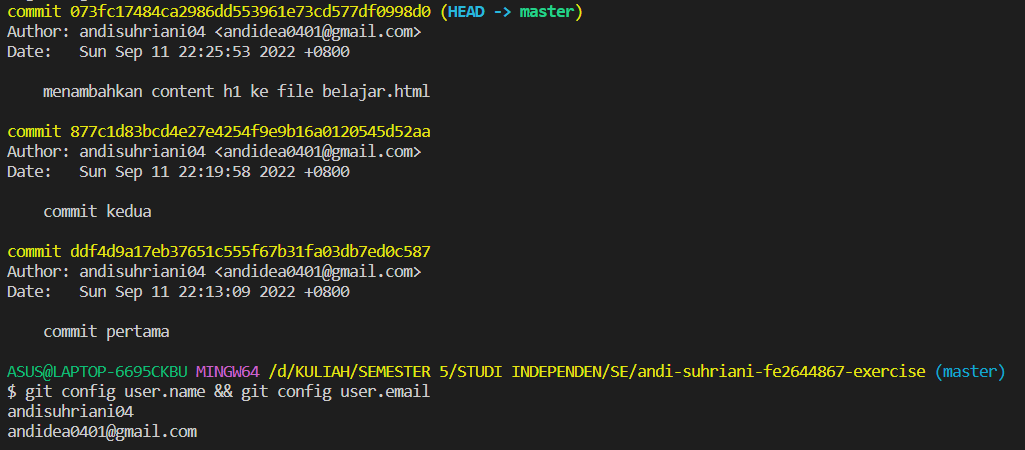 commit 073fc17484ca2986dd553961e73cd577df0998d0 (HEAD -> master)
Author: andisuhriani04 <andidea0401@gmail.com>
Date:   Sun Sep 11 22:25:53 2022 +0800
menambahkan content h1 ke file belajar.html
commit 877c1d83bcd4e27e4254f9e9b16a0120545d52aa
Author: andisuhriani04 <andidea0401@gmail.com>
Date:   Sun Sep 11 22:19:58 2022 +0800
commit kedua
commit ddf4d9a17eb37651c555f67b31fa03db7ed0c587
Author: andisuhriani04 <andidea0401@gmail.com>
Date:   Sun Sep 11 22:13:09 2022 +0800
commit pertama
ASUS@LAPTOP-6695CKBU MINGW64 /d/KULIAH/SEMESTER 5/STUDI INDEPENDEN/SE/andi-suhriani-fe2644867-exercise (master)
$ git config user.name && git config user.email
andisuhriani04
andidea0401@gmail.com